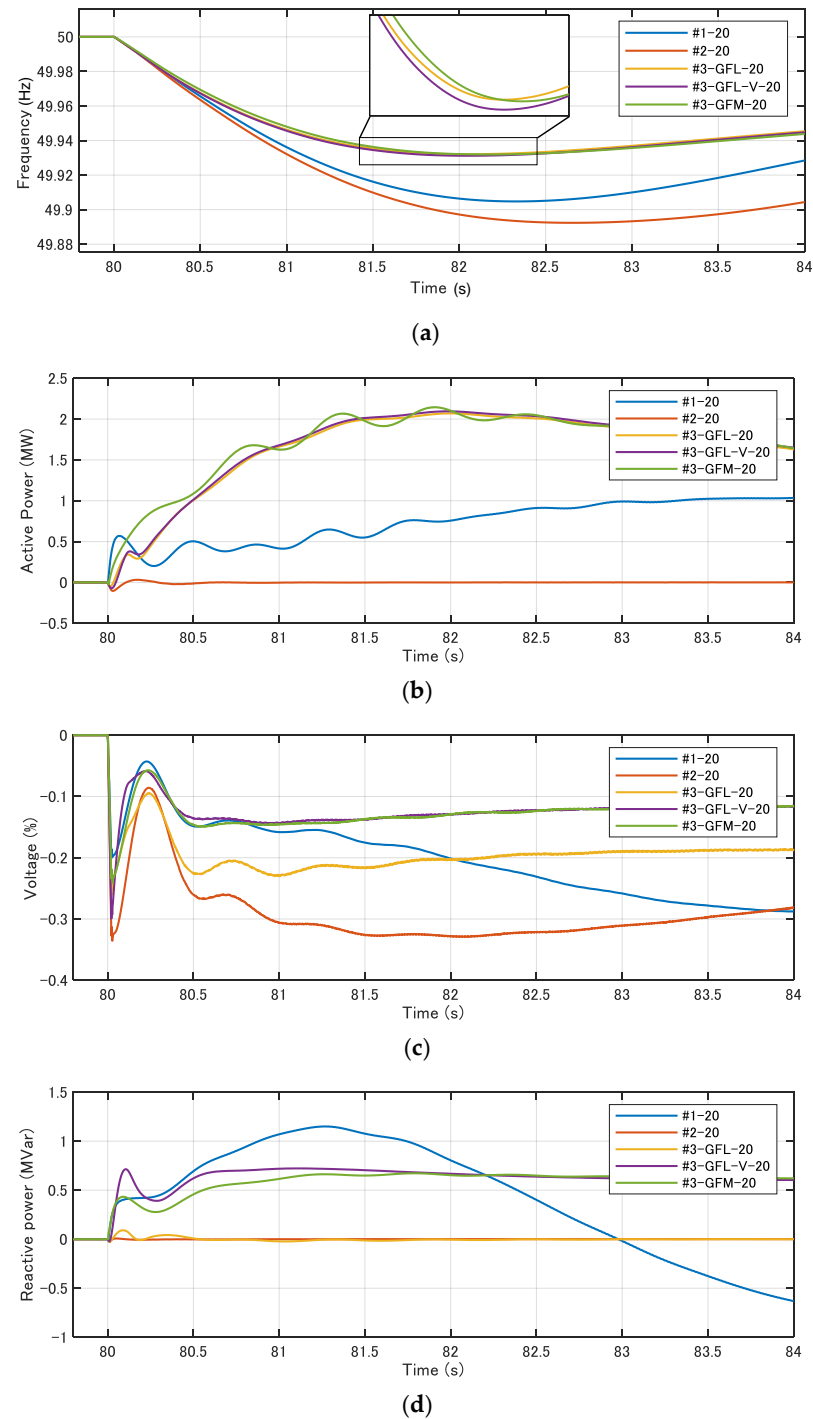 50
49.98
49.96
49.94
49.92
49.9
49.88
Frequency (Hz)
#1-20
#2-20
#3-GFL-20
#3-GFL-V-20
#3-GFM-20
80 80.5 81 81.5 82 82.5 83 83.5 84
Time (s)
(a)
2.5
2
1.5
1
0.5
0
−0.5
Active Power (MW)
#1-20
#2-20
#3-GFL-20
#3-GFL-V-20
#3-GFM-20
80 80.5 81 81.5 82 82.5 83 83.5 84
Time (s)
(b)
0
−0.1
−0.2
−0.3
−0.4
Voltage (%)
#1-20
#2-20
#3-GFL-20
#3-GFL-V-20
#3-GFM-20
80 80.5 81 81.5 82 82.5 83 83.5 84
Time (s)
(c)
1.5
1
0.5
0
−0.5
−1
Reactive power (MVar)
#1-20
#2-20
#3-GFL-20
#3-GFL-V-20
#3-GFM-20
80 80.5 81 81.5 82 82.5 83 83.5 84
Time (s)
(d)